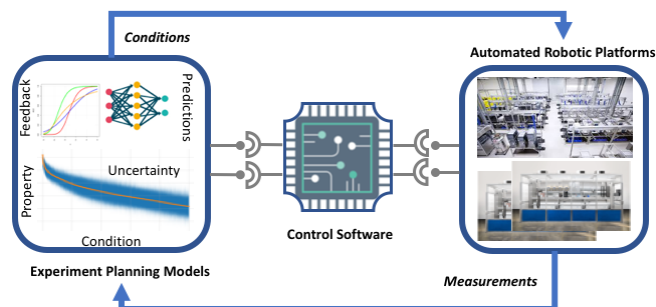 Conditions
Automated Robotic Platforms
Feedback
Predictions
Uncertainty
Property
Condition
Control Software
Experiment Planning Models
Measurements